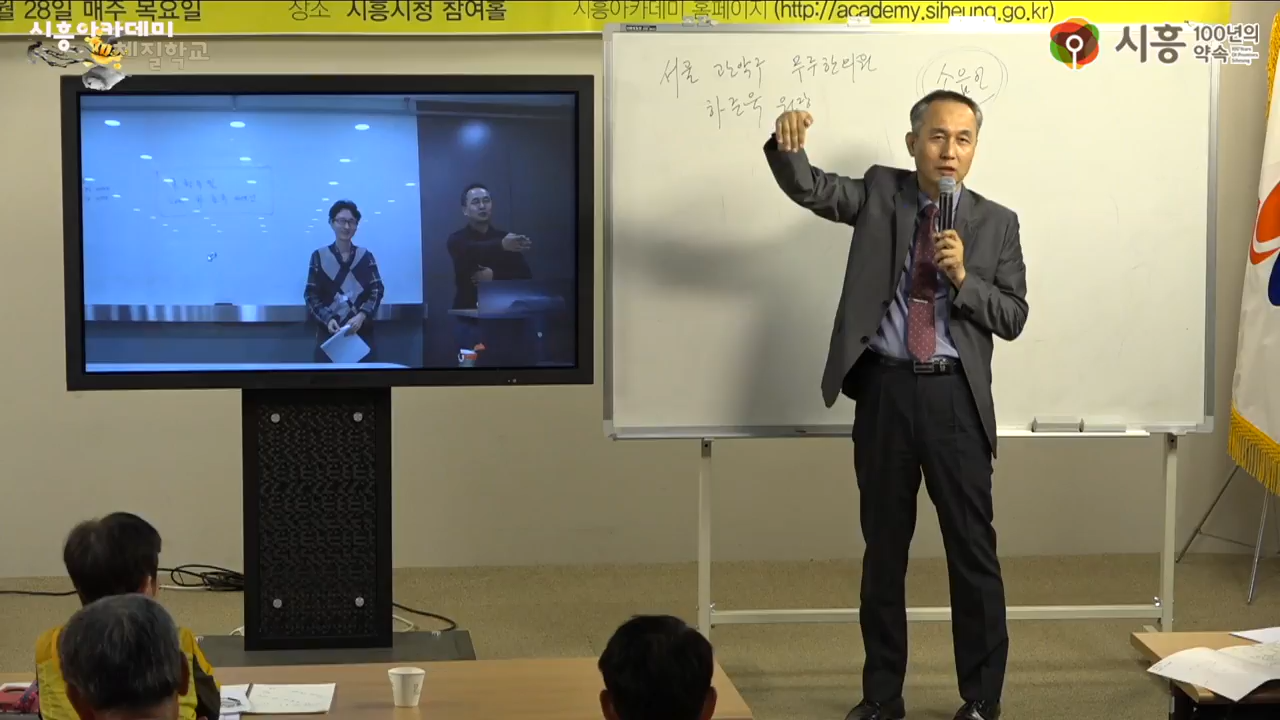 월 28일 매주 목요일 장소 시흥시청 참여홀 시흥아카데미 홈페이지 (http://academy.siheung.go.kr)
시흥아카데미
체질학교
시흥 100년의 약속
서울 관악구 우주한의원
하준욱 원장
소음인